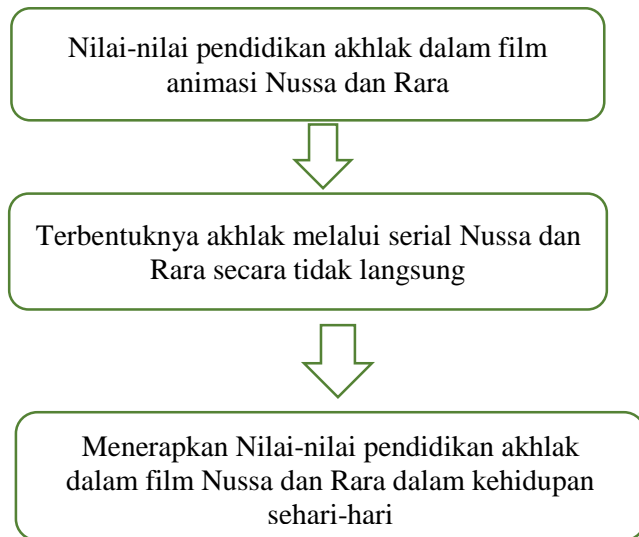 Nilai-nilai pendidikan akhlak dalam film
animasi Nussa dan Rara
Terbentuknya akhlak melalui serial Nussa dan
Rara secara tidak langsung
Menerapkan Nilai-nilai pendidikan akhlak
dalam film Nussa dan Rara dalam kehidupan
sehari-hari